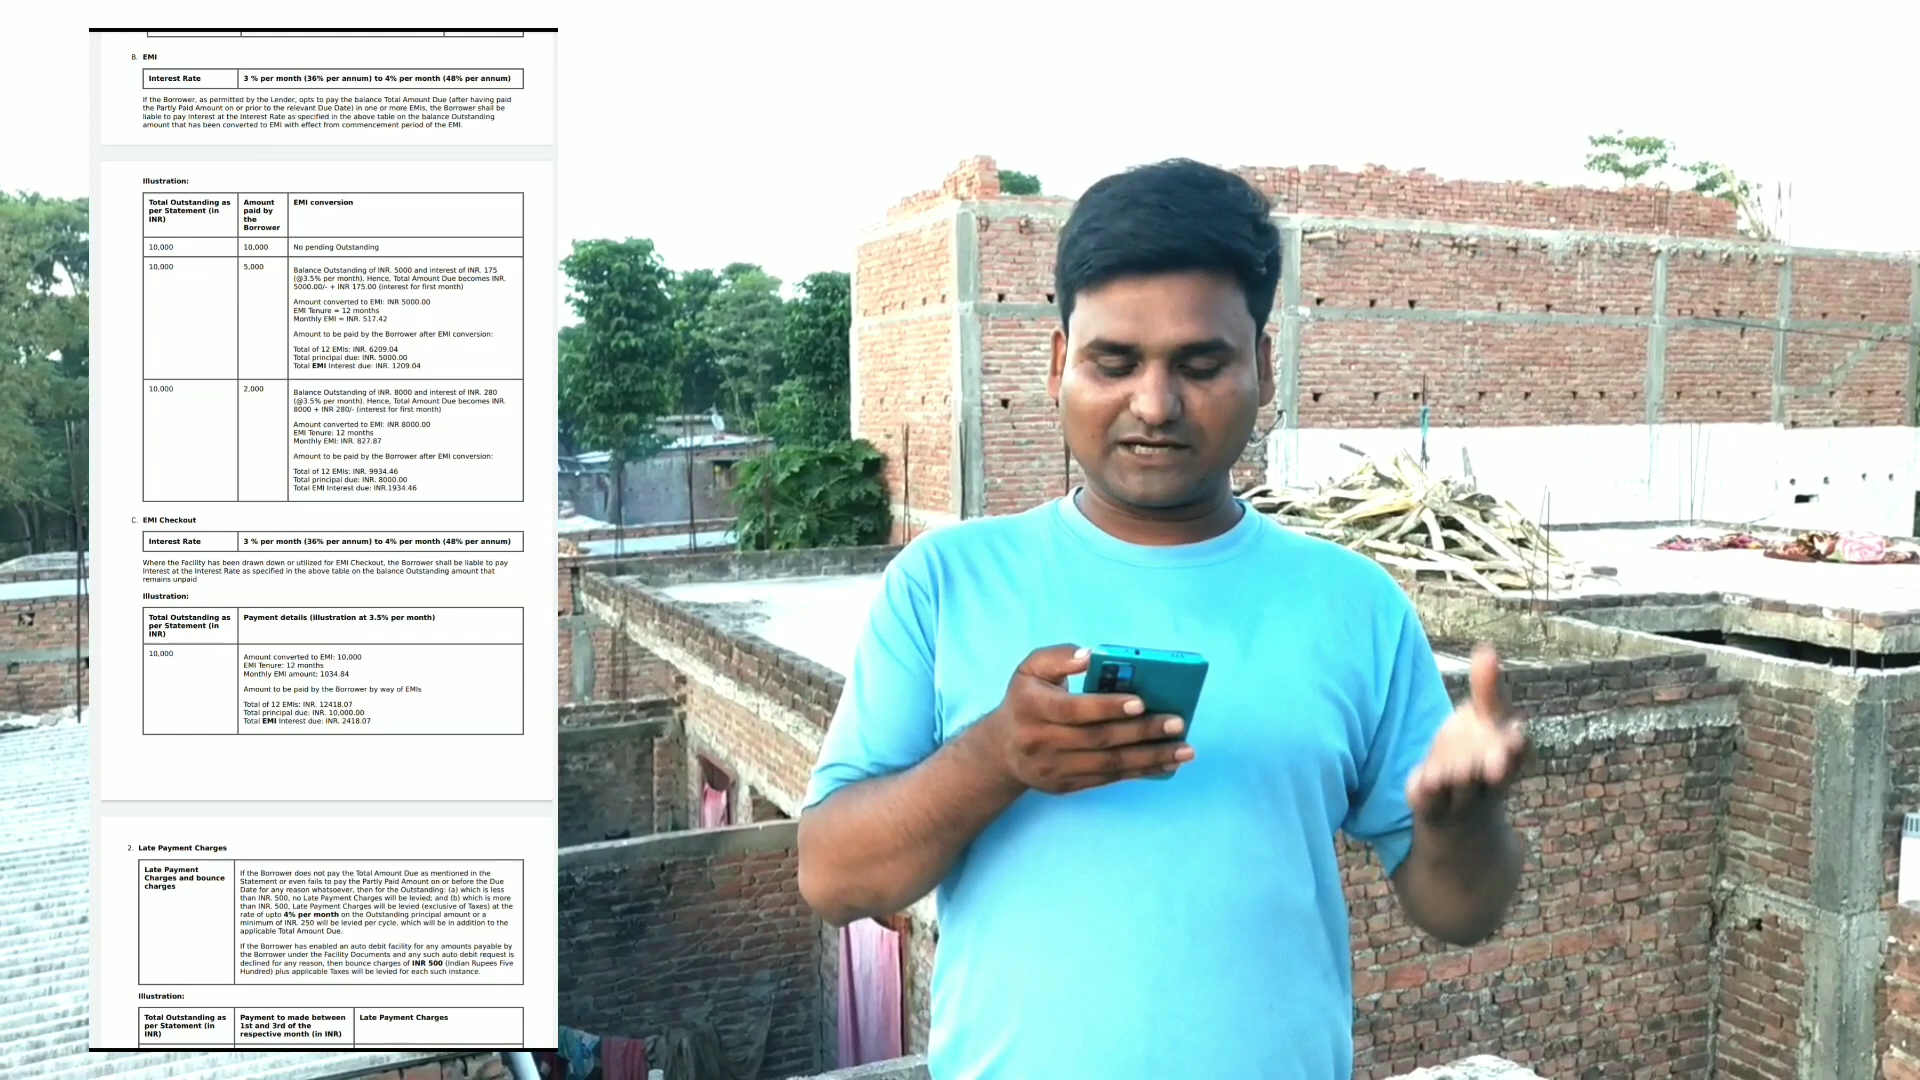 B. EMI
Interest Rate 3 % per month (36% per annum) to 4% per month (48% per annum)
If the Borrower, as permitted by the Lender, opts to pay the balance Total Amount Due (after having paid
the Partly Paid Amount on or prior to the relevant Due Date) in one or more EMIs, the Borrower shall be
liable to pay Interest at the Interest Rate as specified in the above table on the balance Outstanding
amount that has been converted to EMI with effect from commencement period of the EMI.
Illustration:
Total Outstanding as
per Statement (in
INR)
Amount
paid by
the
Borrower
EMI conversion
10,000 10,000 No pending Outstanding
10,000 5,000
Balance Outstanding of INR. 5000 and interest of INR. 175
(@3.5% per month). Hence, Total Amount Due becomes INR.
5000.00/- + INR 175.00 (interest for first month)
Amount converted to EMI: INR 5000.00
EMI Tenure = 12 months
Monthly EMI = INR. 517.42
Amount to be paid by the Borrower after EMI conversion:
Total of 12 EMIs: INR. 6209.04
Total principal due: INR. 5000.00
Total EMI Interest due: INR. 1209.04
10,000 2,000
Balance Outstanding of INR. 8000 and interest of INR. 280
(@3.5% per month). Hence, Total Amount Due becomes INR.
8000 + INR 280/- (interest for first month)
Amount converted to EMI: INR 8000.00
EMI Tenure: 12 months
Monthly EMI: INR. 827.87
Amount to be paid by the Borrower after EMI conversion:
Total of 12 EMIs: INR. 9934.46
Total principal due: INR. 8000.00
Total EMI Interest due: INR.1934.46
C. EMI Checkout
Interest Rate 3 % per month (36% per annum) to 4% per month (48% per annum)
Where the Facility has been drawn down or utilized for EMI Checkout, the Borrower shall be liable to pay
Interest at the Interest Rate as specified in the above table on the balance Outstanding amount that
remains unpaid
Illustration:
Total Outstanding as
per Statement (in
INR)
Payment details (illustration at 3.5% per month)
10,000
Amount converted to EMI: 10,000
EMI Tenure: 12 months
Monthly EMI amount: 1034.84
Amount to be paid by the Borrower by way of EMIs
Total of 12 EMIs: INR. 12418.07
Total principal due: INR. 10,000.00
Total EMI Interest due: INR. 2418.07
2. Late Payment Charges
Late Payment
Charges and bounce
charges
If the Borrower does not pay the Total Amount Due as mentioned in the
Statement or even fails to pay the Partly Paid Amount on or before the Due
Date for any reason whatsoever, then for the Outstanding: (a) which is less
than INR. 500, no Late Payment Charges will be levied; and (b) which is more
than INR. 500, Late Payment Charges will be levied (exclusive of Taxes) at the
rate of upto 4% per month on the Outstanding principal amount or a
minimum of INR. 250 will be levied per cycle, which will be in addition to the
applicable Total Amount Due.
If the Borrower has enabled an auto debit facility for any amounts payable by
the Borrower under the Facility Documents and any such auto debit request is
declined for any reason, then bounce charges of INR 500 (Indian Rupees Five
Hundred) plus applicable Taxes will be levied for each such instance.
Illustration:
Total Outstanding as
per Statement (in
INR)
Payment to made between
1st and 3rd of the
respective month (in INR)
Late Payment Charges